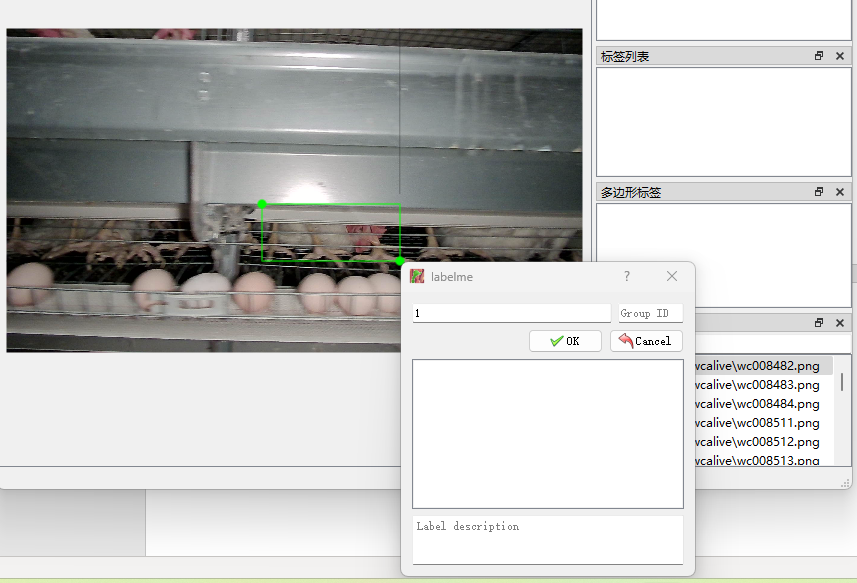 标签列表
多边形标签
labelme
?
1
Group ID
OK
Cancel
Label description
wcalive\wc008482.png
wcalive\wc008483.png
wcalive\wc008484.png
wcalive\wc008511.png
wcalive\wc008512.png
wcalive\wc008513.png